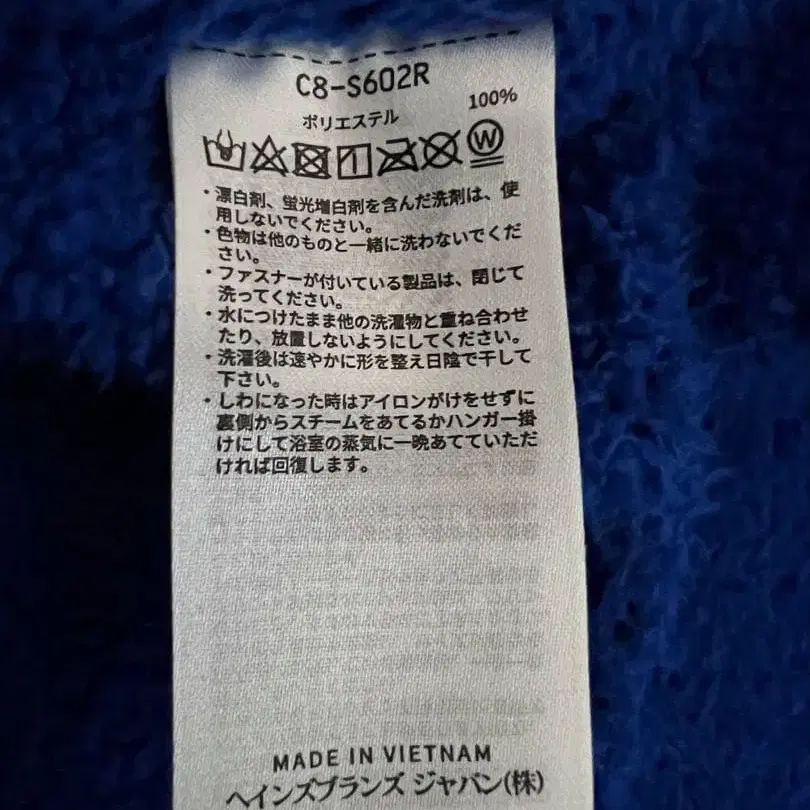 C8-S602R
ポリエステル 100%
W
・漂白剤、蛍光増白剤を含んだ洗剤は、使
用しないでください。
・色物は他のものと一緒に洗わないでくだ
さい。
・ファスナーが付いている製品は、閉じて
洗ってください。
・水につけたまま他の洗濯物と重ね合わせ
たり、放置しないようにしてください。
・洗濯後は速やかに形を整え日陰で干して
下さい。
・しわになった時はアイロンがけをせずに
裏側からスチームをあてるかハンガー掛
けにして浴室の蒸気に一晩あてていただ
ければ回復します。
MADE IN VIETNAM
ヘインズブランズ ジャパン(株)